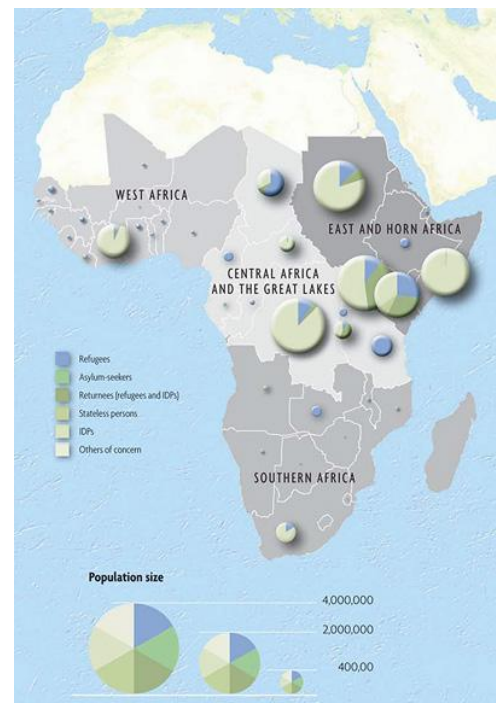 WEST AFRICA
EAST AND HORN AFRICA
CENTRAL AFRICA
AND THE GREAT LAKES
Refugees
Asylum-seekers
Returnees (refugees and IDPs)
Stateless persons
IDPs
Others of concern
SOUTHERN AFRICA
Population size
4,000,000
2,000,000
400,00